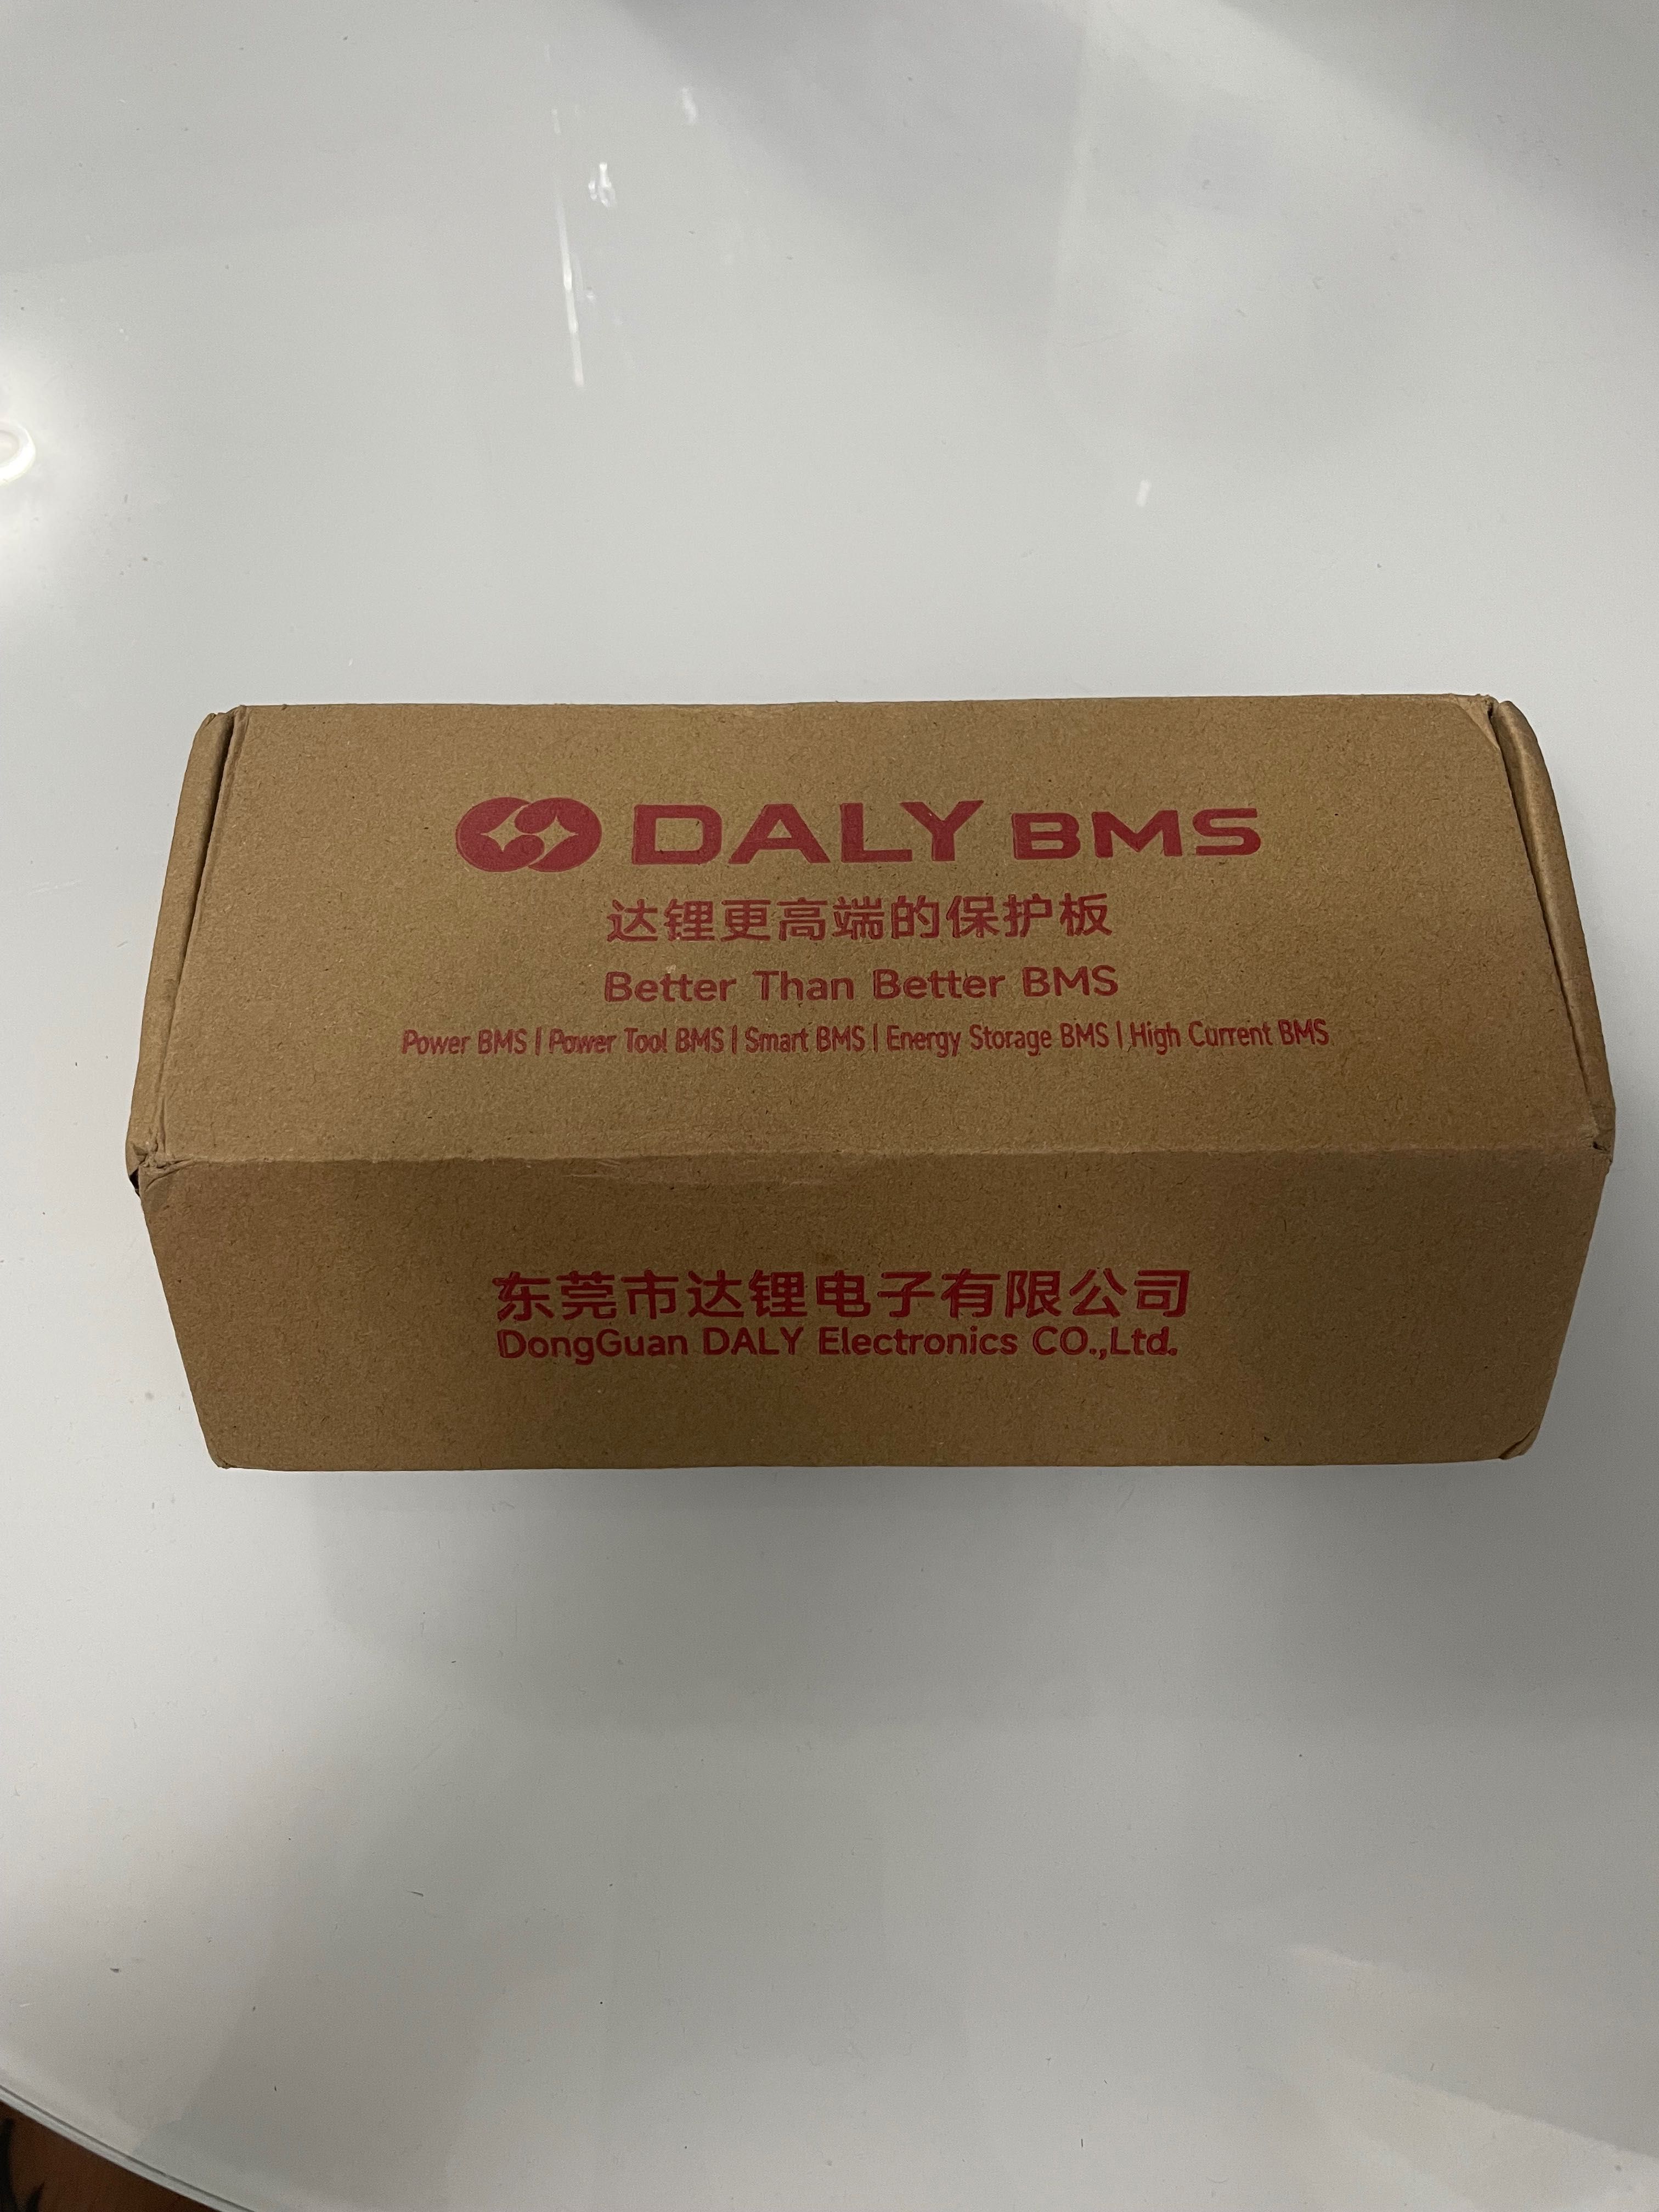 DALY BMS
达锂更高端的保护板
Better Than Better BMS
Power BMS | Power Tool BMS | Smart BMS | Energy Storage BMS | High Current BMS
东莞市达锂电子有限公司
DongGuan DALY Electronics CO.,Ltd.